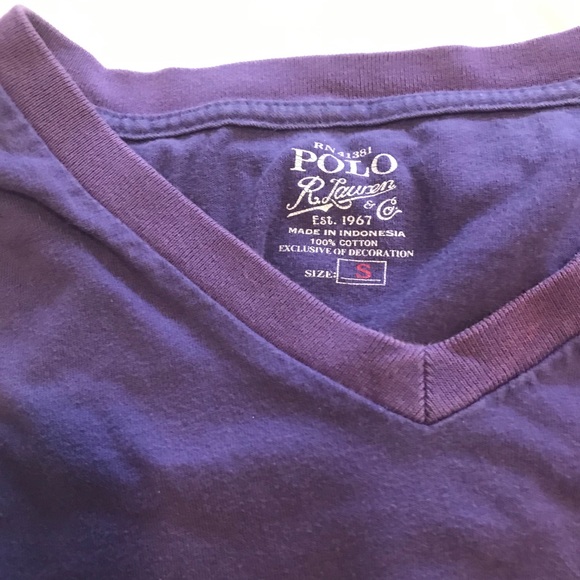 RN 41381
POLO
R. Lauren
& Co
Est. 1967
MADE IN INDONESIA
100% COTTON
EXCLUSIVE OF DECORATION
SIZE: S